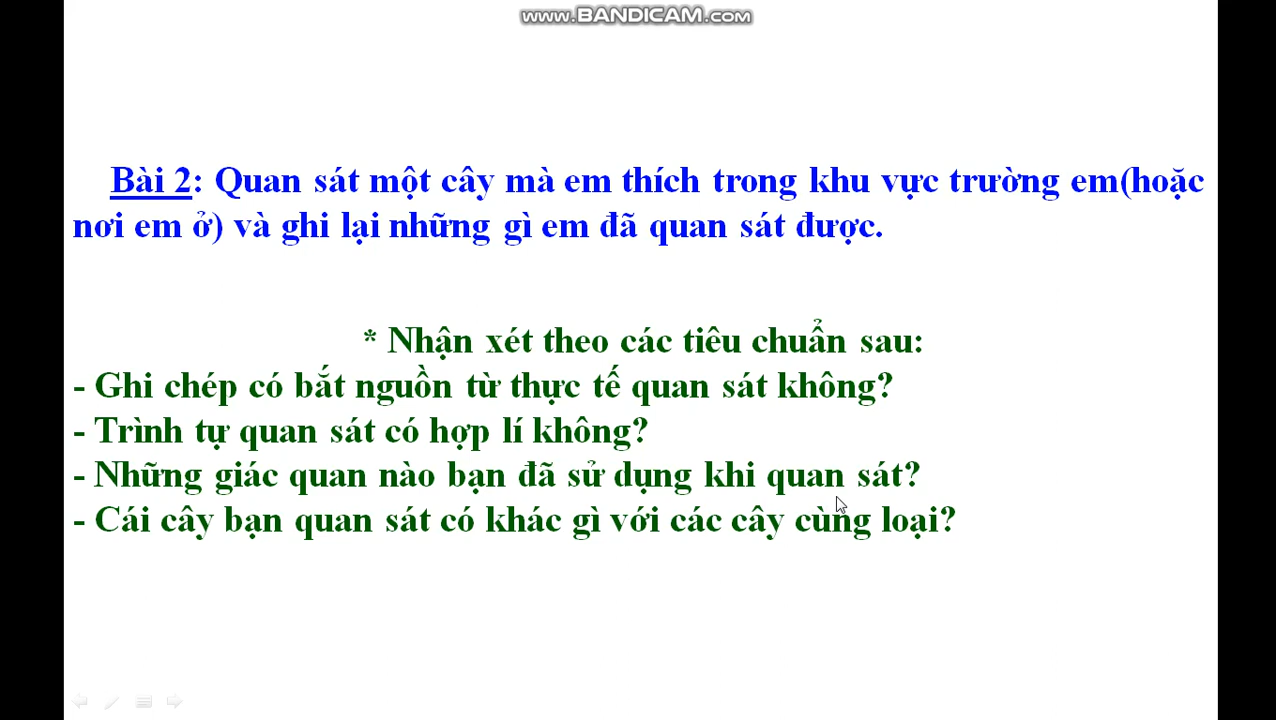 www.BANDICAM.com
Bài 2: Quan sát một cây mà em thích trong khu vực trường em(hoặc
nơi em ở) và ghi lại những gì em đã quan sát được.
* Nhận xét theo các tiêu chuẩn sau:
- Ghi chép có bắt nguồn từ thực tế quan sát không?
- Trình tự quan sát có hợp lí không?
- Những giác quan nào bạn đã sử dụng khi quan sát?
- Cái cây bạn quan sát có khác gì với các cây cùng loại?